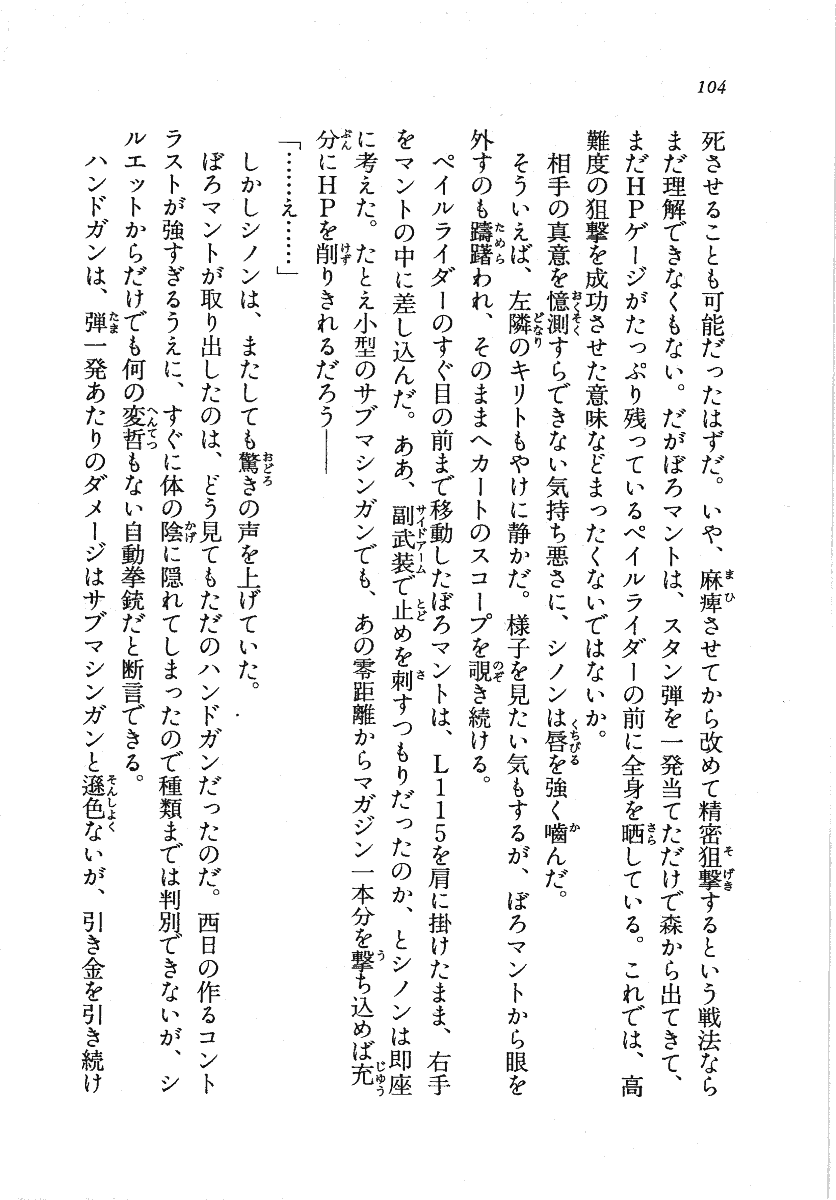 104
死させることも可能だったはずだ。いや、麻痺させてから改めて精密狙撃するという戦法なら
まだ理解できなくもない。だがぼろマントは、スタン弾を一発当てただけで森から出てきて、
まだHPゲージがたっぷり残っているペイルライダーの前に全身を晒している。これでは、高
難度の狙撃を成功させた意味などまったくないではないか。
相手の真意を憶測すらできない気持ち悪さに、シノンは唇を強く嚙んだ。
そういえば、左隣のキリトもやけに静かだ。様子を見たい気もするが、ぼろマントから眼を
外すのも躊躇われ、そのままヘカートのスコープを覗き続ける。
ペイルライダーのすぐ目の前まで移動したぼろマントは、L115を肩に掛けたまま、右手
をマントの中に差し込んだ。ああ、副武装で止めを刺すつもりだったのか、とシノンは即座
に考えた。たとえ小型のサブマシンガンでも、あの零距離からマガジン一本分を撃ち込めば充
分にHPを削りきれるだろう——
「……え……」
しかしシノンは、またしても驚きの声を上げていた。
ぼろマントが取り出したのは、どう見てもただのハンドガンだったのだ。西日の作るコント
ラストが強すぎるうえに、すぐに体の陰に隠れてしまったので種類までは判別できないが、シ
ルエットからだけでも何の変哲もない自動拳銃だと断言できる。
ハンドガンは、弾一発あたりのダメージはサブマシンガンと遜色ないが、引き金を引き続け